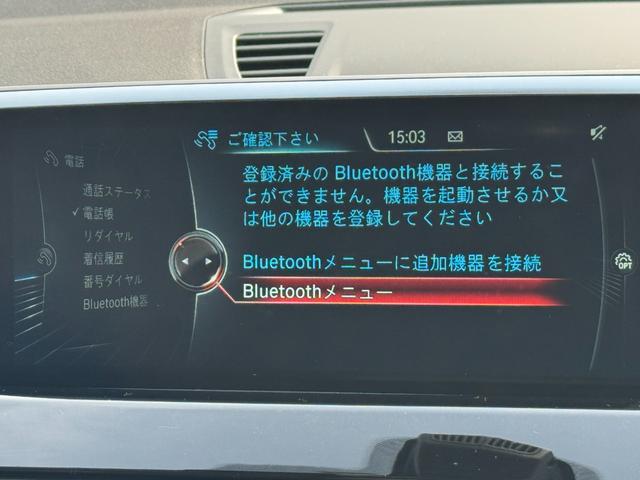 ご確認下さい 15:03
電話
通話ステータス
✓電話帳
リダイヤル
着信履歴
番号ダイヤル
Bluetooth機器
登録済みの Bluetooth機器と接続するこ
とができません。機器を起動させるか又
は他の機器を登録してください
Bluetoothメニューに追加機器を接続
Bluetoothメニュー
OPT